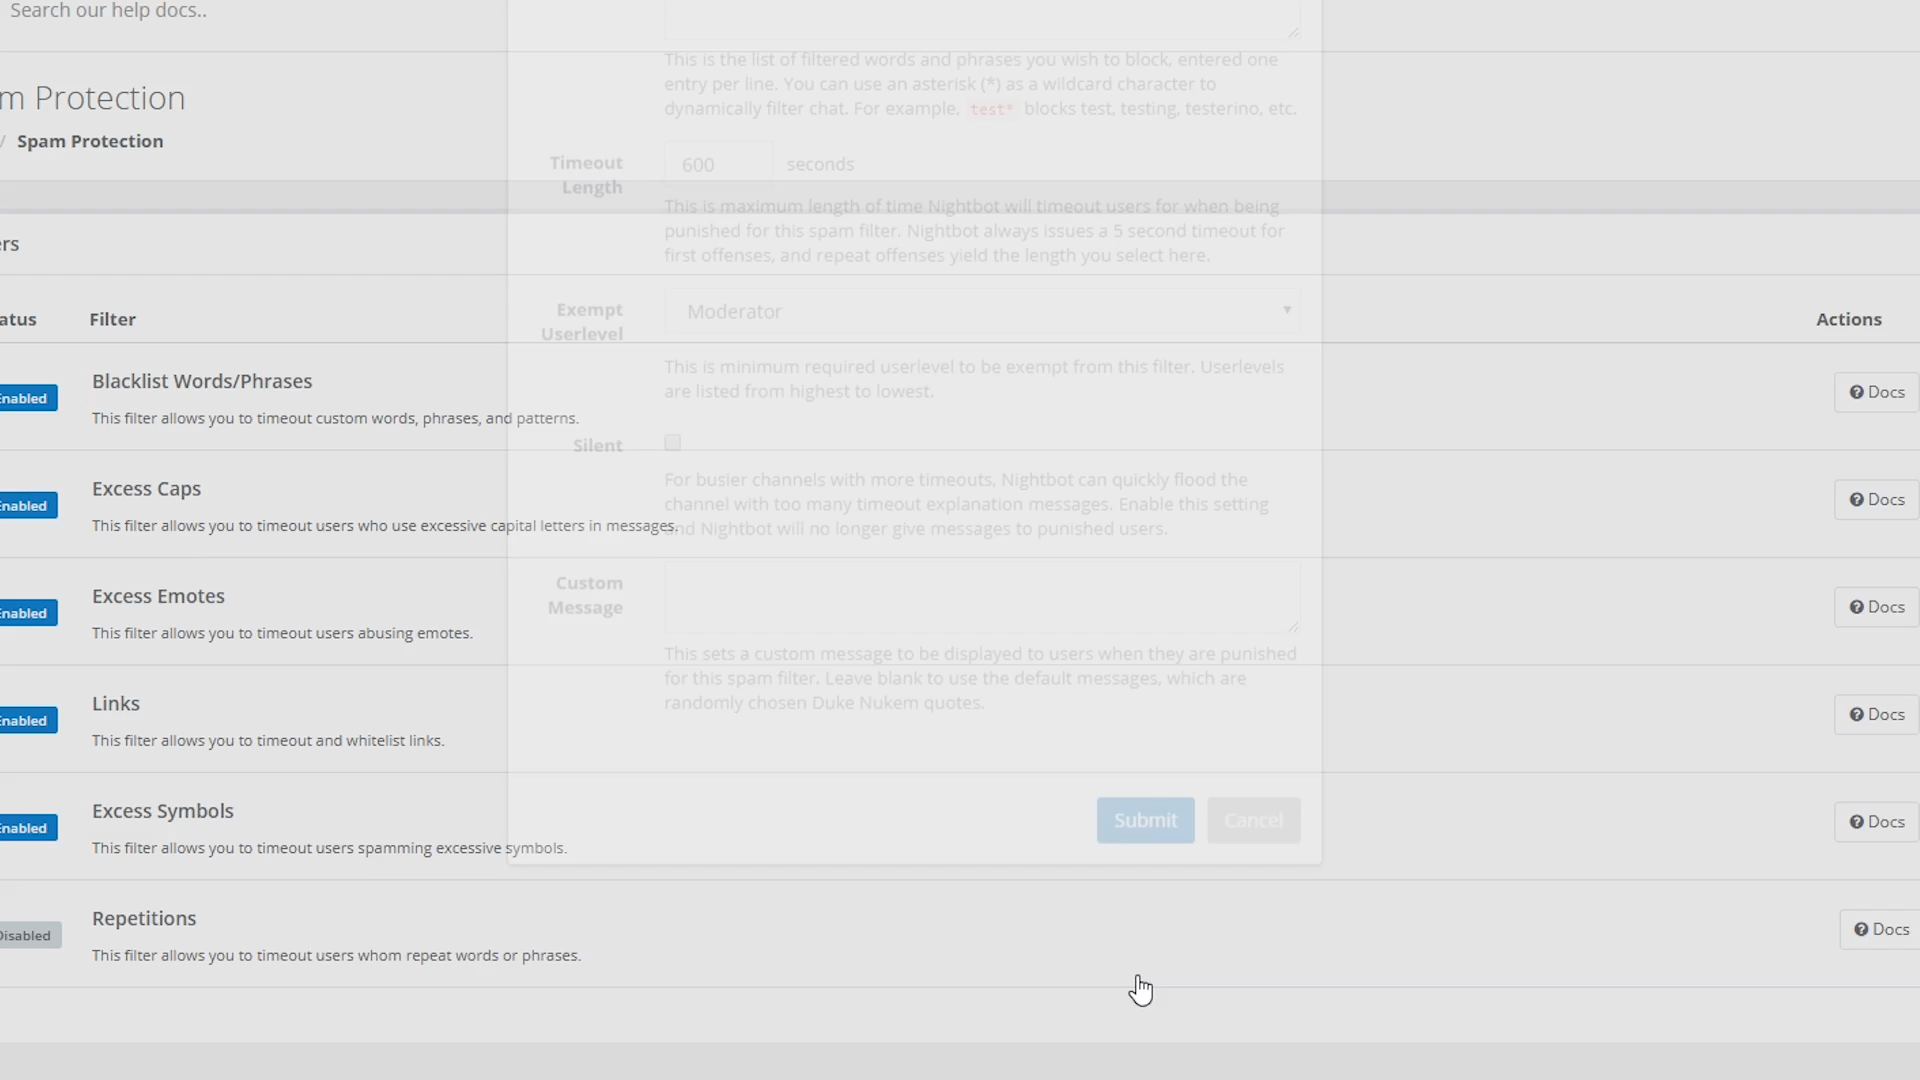 Search our help docs..
m Protection
/ Spam Protection
This is the list of filtered words and phrases you wish to block, entered one
entry per line. You can use an asterisk (*) as a wildcard character to
dynamically filter chat. For example, test* blocks test, testing, testerino, etc.
Timeout
Length
600 seconds
This is maximum length of time Nightbot will timeout users for when being
punished for this spam filter. Nightbot always issues a 5 second timeout for
first offenses, and repeat offenses yield the length you select here.
Exempt
Userlevel
Moderator
This is minimum required userlevel to be exempt from this filter. Userlevels
are listed from highest to lowest.
Silent
For busier channels with more timeouts, Nightbot can quickly flood the
channel with too many timeout explanation messages. Enable this setting
and Nightbot will no longer give messages to punished users.
Custom
Message
This sets a custom message to be displayed to users when they are punished
for this spam filter. Leave blank to use the default messages, which are
randomly chosen Duke Nukem quotes.
Submit Cancel
ers
atus Filter Actions
Enabled Blacklist Words/Phrases Docs
This filter allows you to timeout custom words, phrases, and patterns.
Enabled Excess Caps Docs
This filter allows you to timeout users who use excessive capital letters in messages.
Enabled Excess Emotes Docs
This filter allows you to timeout users abusing emotes.
Enabled Links Docs
This filter allows you to timeout and whitelist links.
Enabled Excess Symbols Docs
This filter allows you to timeout users spamming excessive symbols.
Disabled Repetitions Docs
This filter allows you to timeout users whom repeat words or phrases.